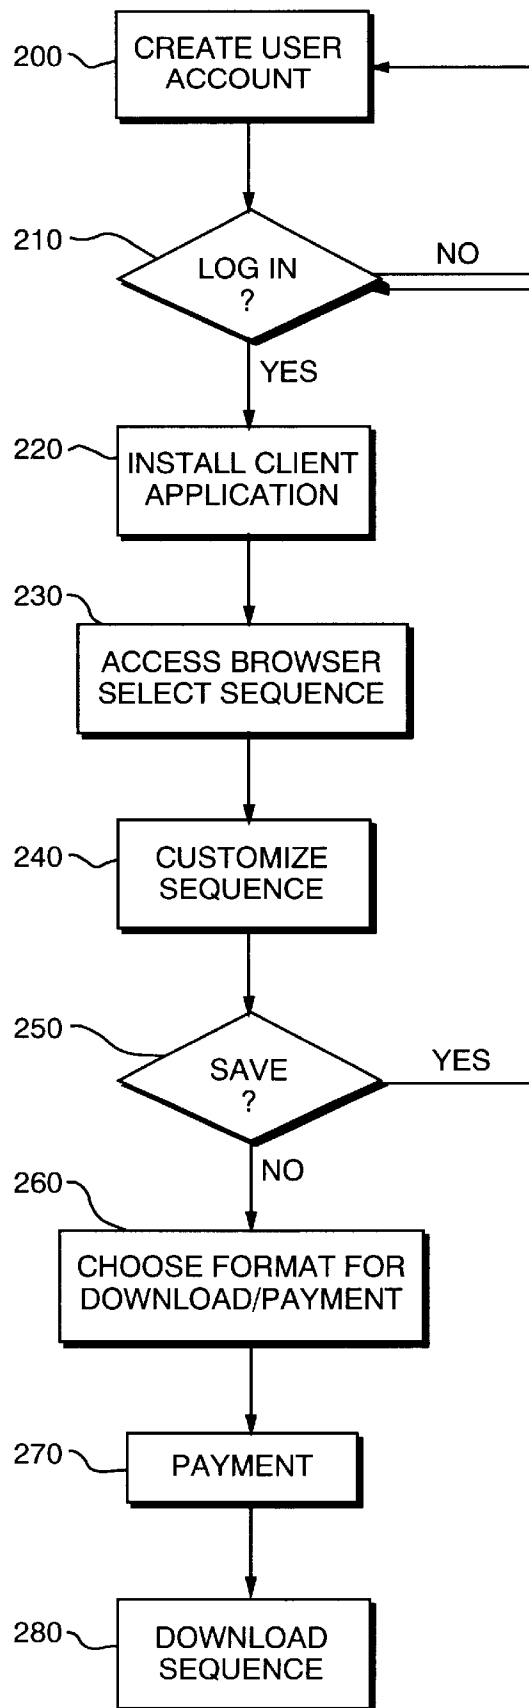 200
CREATE USER
ACCOUNT
210
LOG IN
?
NO
YES
220
INSTALL CLIENT
APPLICATION
230
ACCESS BROWSER
SELECT SEQUENCE
240
CUSTOMIZE
SEQUENCE
250
SAVE
?
YES
NO
260
CHOOSE FORMAT FOR
DOWNLOAD/PAYMENT
270
PAYMENT
280
DOWNLOAD
SEQUENCE